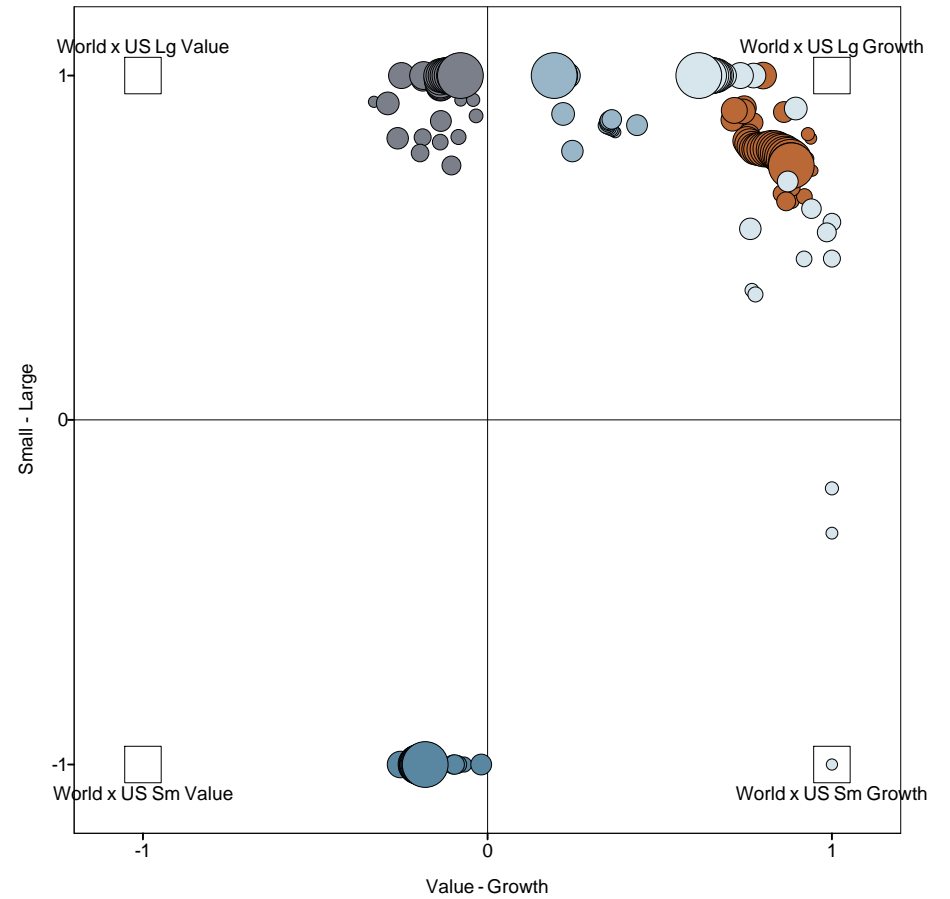 World x US Lg Value
World x US Lg Growth
1
0
-1
Small - Large
World x US Sm Value
World x US Sm Growth
-1
0
1
Value - Growth